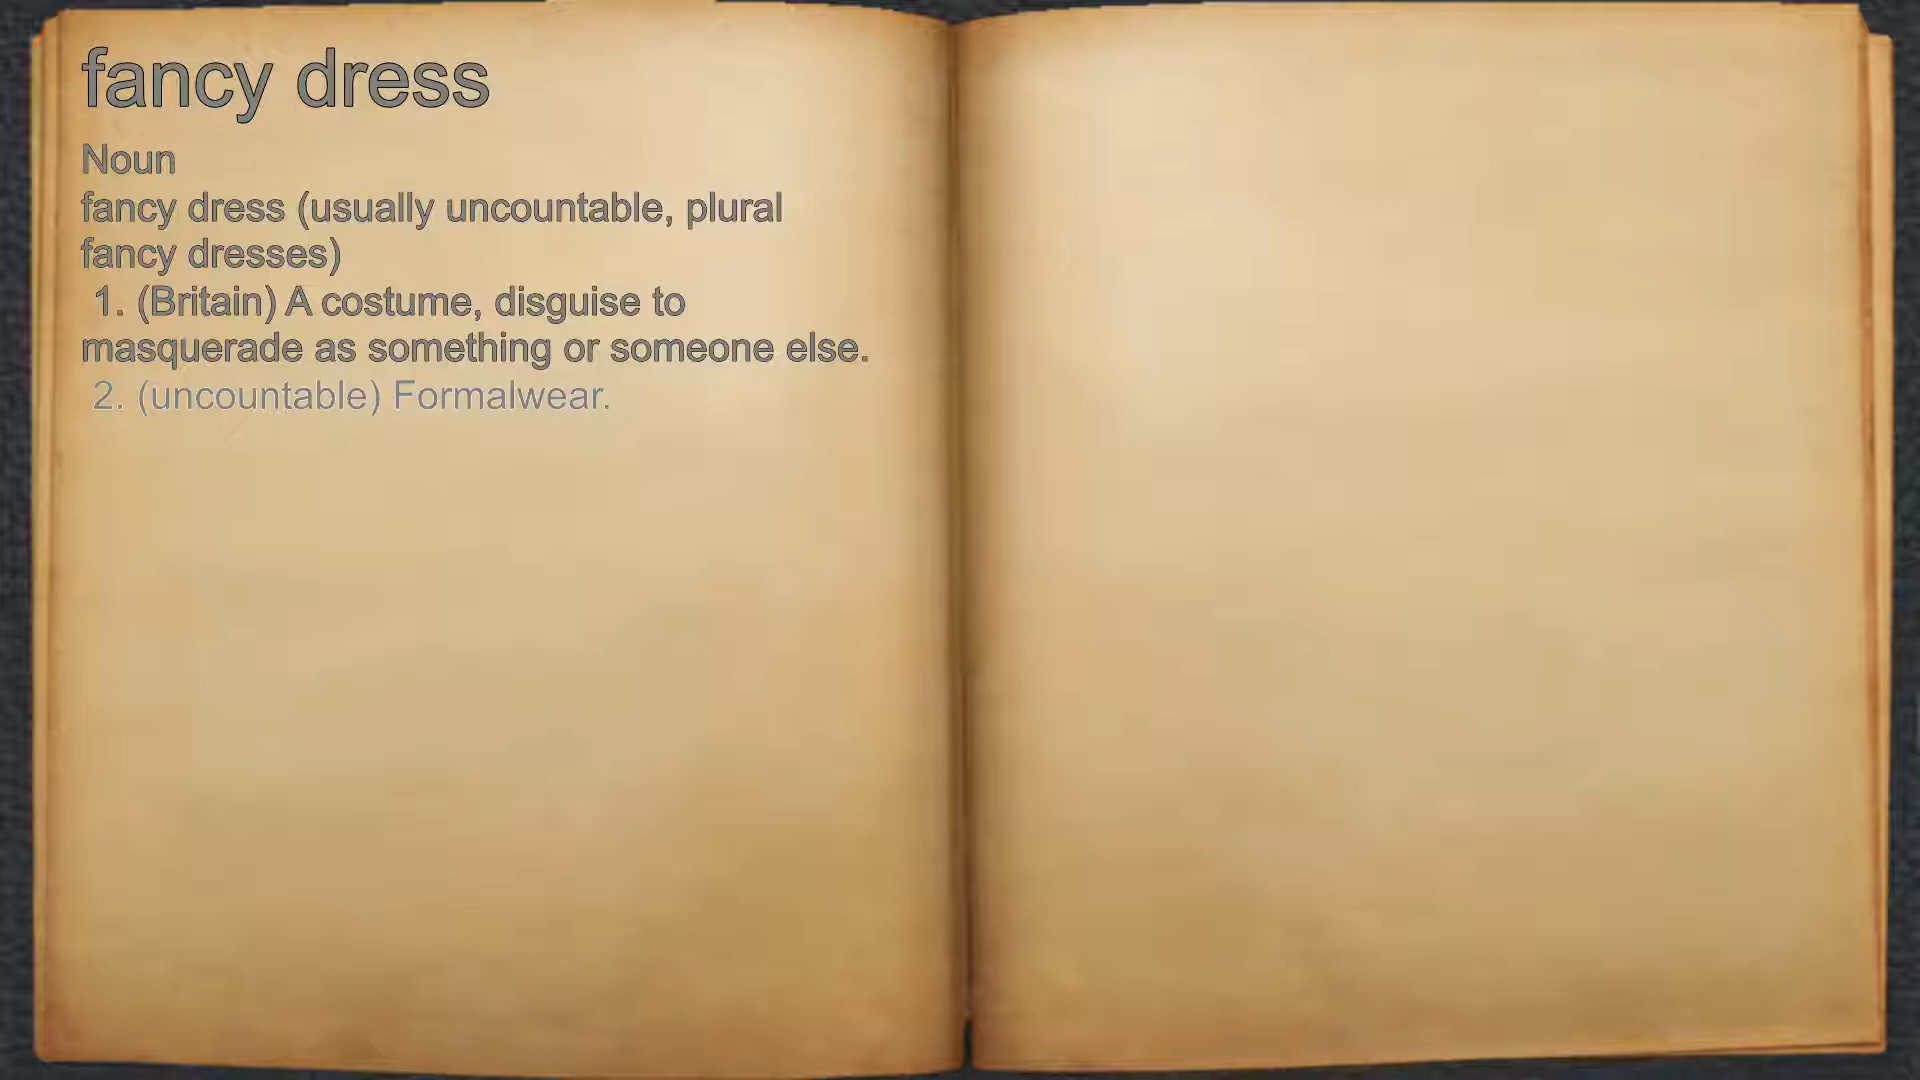 fancy dress
Noun
fancy dress (usually uncountable, plural
fancy dresses)
1. (Britain) A costume, disguise to
masquerade as something or someone else.
2. (uncountable) Formalwear.